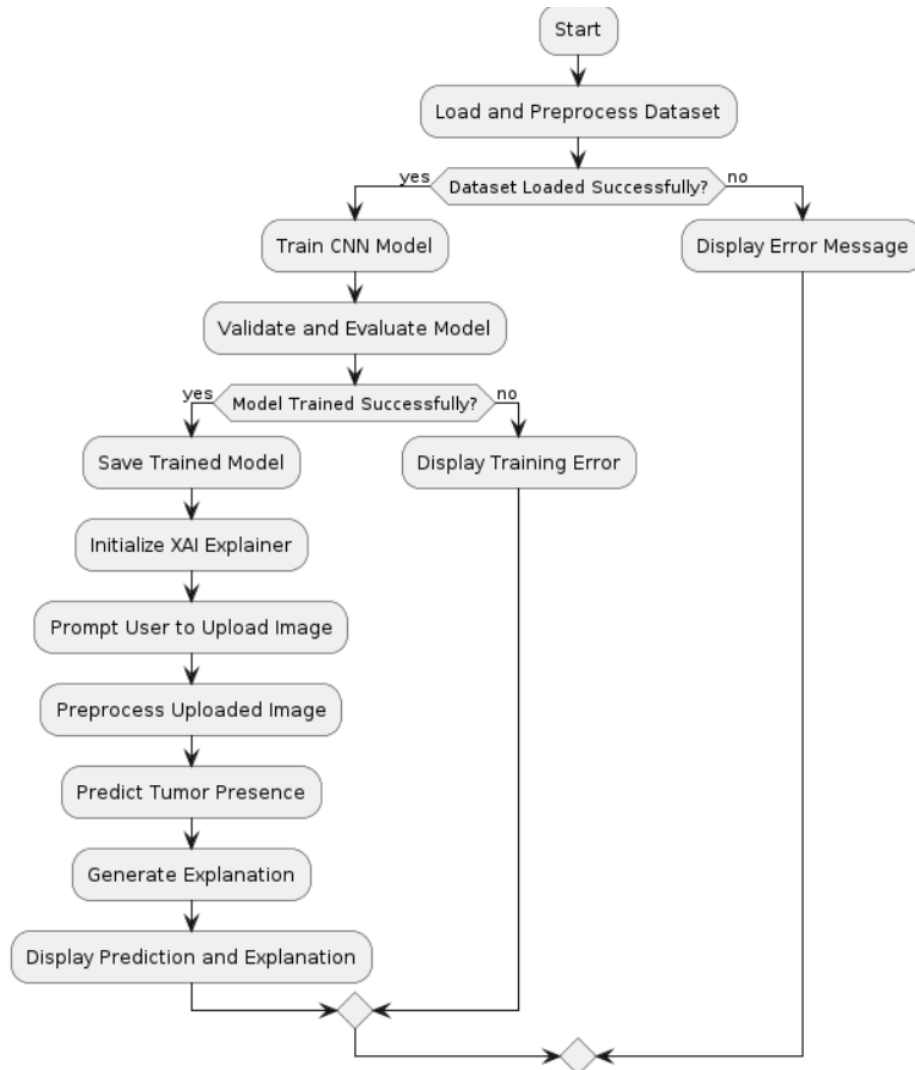 Start
Load and Preprocess Dataset
yes
Dataset Loaded Successfully?
no
Train CNN Model
Display Error Message
Validate and Evaluate Model
yes
Model Trained Successfully?
no
Save Trained Model
Display Training Error
Initialize XAI Explainer
Prompt User to Upload Image
Preprocess Uploaded Image
Predict Tumor Presence
Generate Explanation
Display Prediction and Explanation